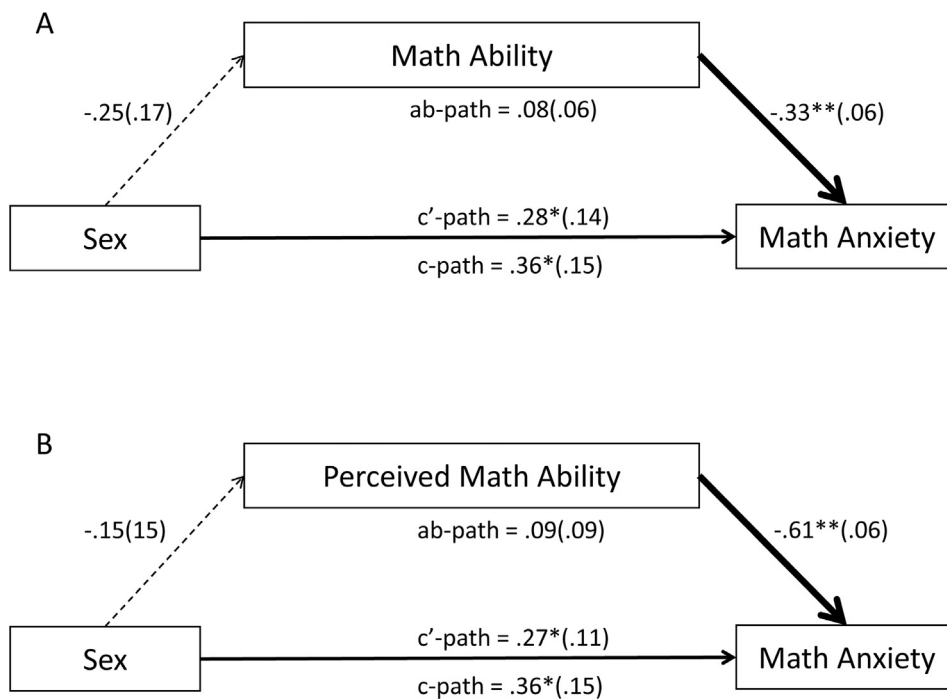 A
Math Ability
-.25(.17)
ab-path = .08(.06)
-.33**(.06)
Sex
c’-path = .28*(.14)
c-path = .36*(.15)
Math Anxiety
B
Perceived Math Ability
-.15(15)
ab-path = .09(.09)
-.61**(.06)
Sex
c’-path = .27*(.11)
c-path = .36*(.15)
Math Anxiety